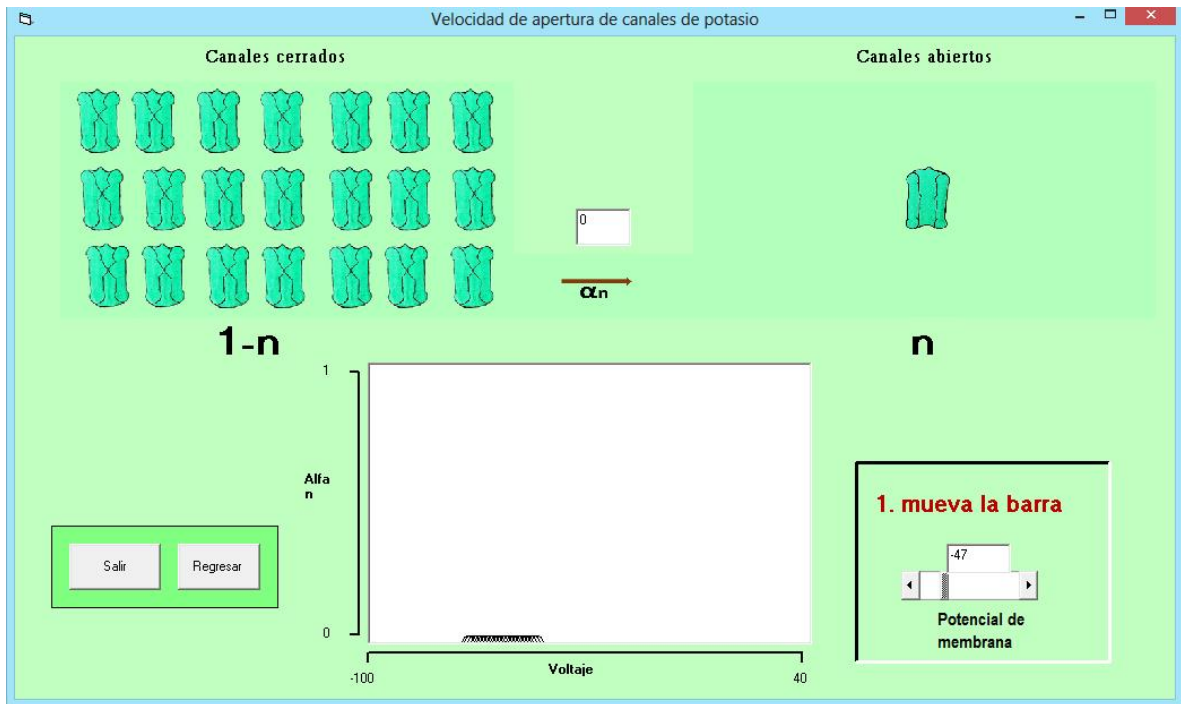 Velocidad de apertura de canales de potasio
Canales cerrados
Canales abiertos
0
αn
1-n
n
1
Alfa
n
0
-100
Voltaje
40
Salir
Regresar
1. mueva la barra
-47
Potencial de
membrana